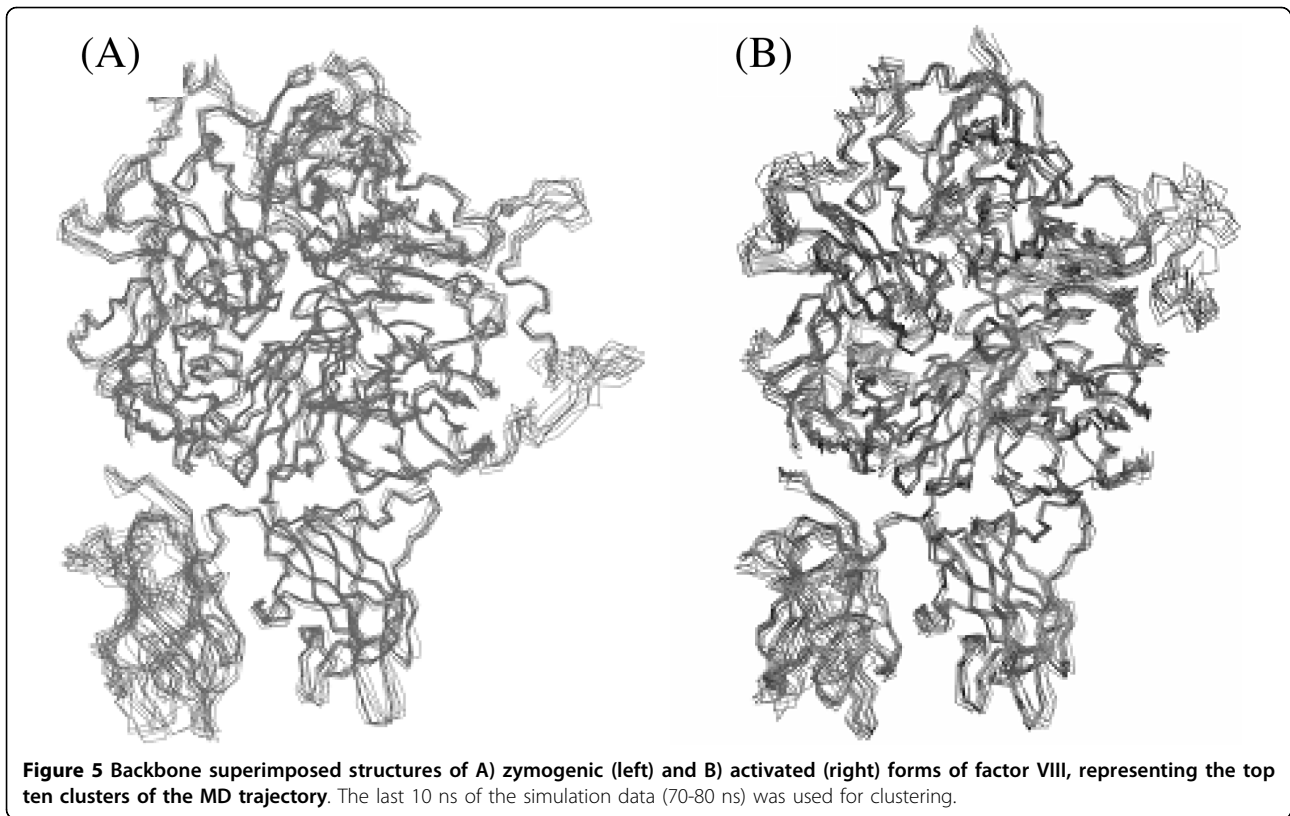 (A)
(B)
Figure 5 Backbone superimposed structures of A) zymogenic (left) and B) activated (right) forms of factor VIII, representing the top
ten clusters of the MD trajectory. The last 10 ns of the simulation data (70-80 ns) was used for clustering.